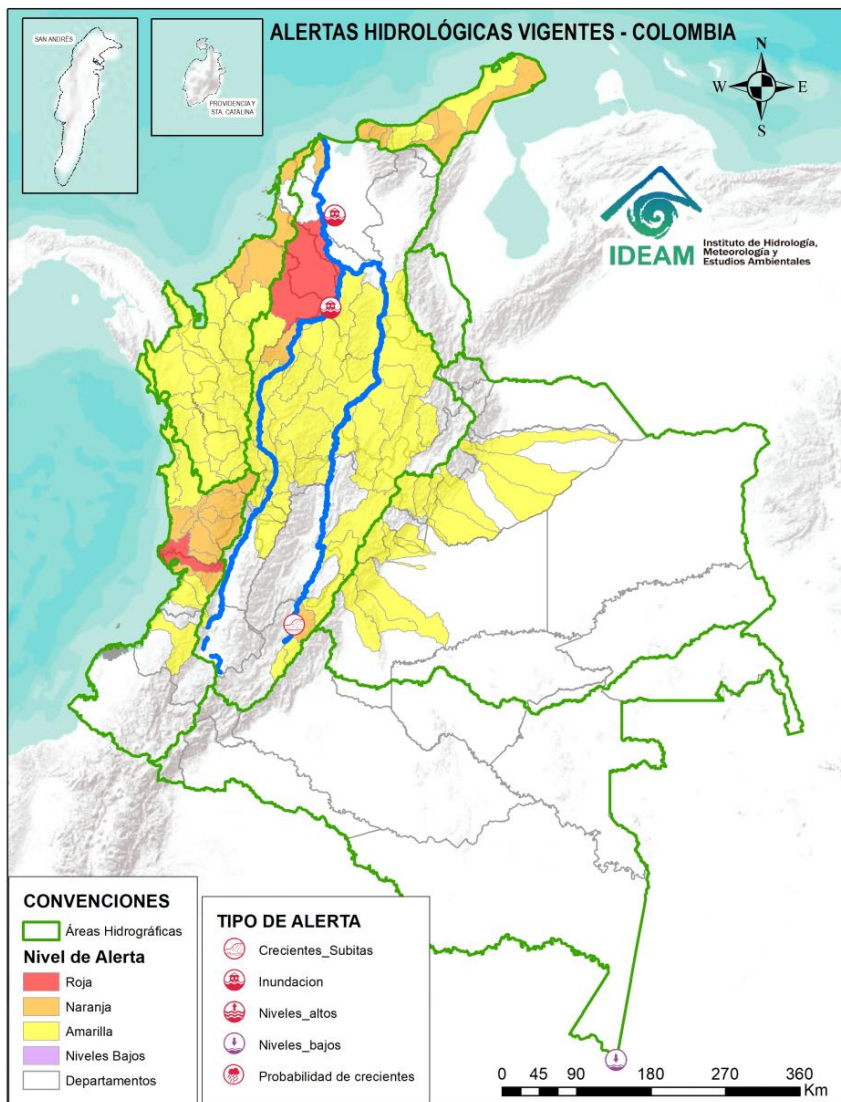 ALERTAS HIDROLÓGICAS VIGENTES - COLOMBIA
SAN ANDRÉS
PROVIDENCIA Y
STA. CATALINA
N
W
E
S
IDEAM
Instituto de Hidrología,
Meteorología y
Estudios Ambientales
CONVENCIONES
Áreas Hidrográficas
Nivel de Alerta
Roja
Naranja
Amarilla
Niveles Bajos
Departamentos
TIPO DE ALERTA
Crecientes_Subitas
Inundacion
Niveles_altos
Niveles_bajos
Probabilidad de crecientes
0 45 90 180 270 360
Km